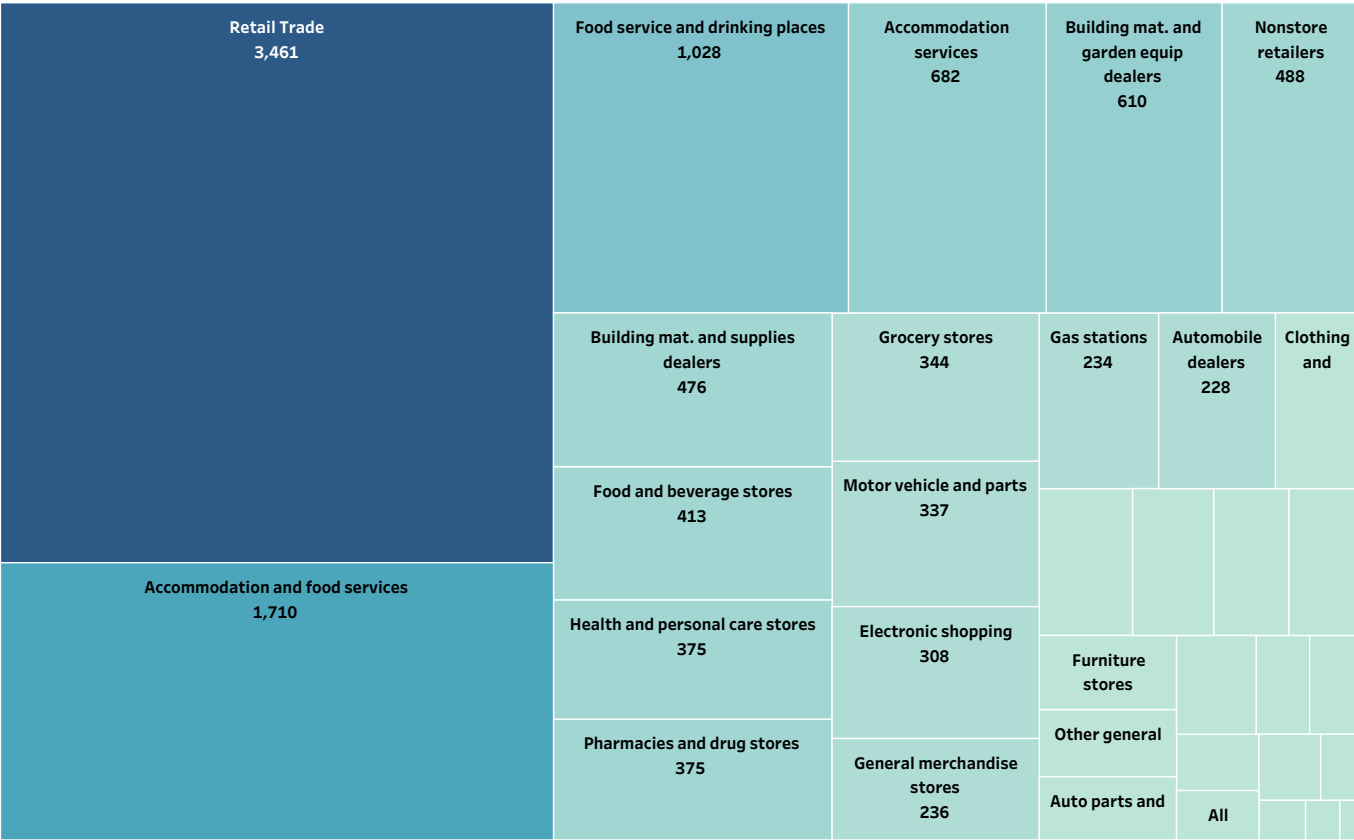 Retail Trade
3,461
Accommodation and food services
1,710
Food service and drinking places
1,028
Accommodation
services
682
Building mat. and
garden equip
dealers
610
Nonstore
retailers
488
Building mat. and supplies
dealers
476
Food and beverage stores
413
Health and personal care stores
375
Pharmacies and drug stores
375
Grocery stores
344
Motor vehicle and parts
337
Electronic shopping
308
General merchandise
stores
236
Gas stations
234
Automobile
dealers
228
Clothing
and
Furniture
stores
Other general
Auto parts and
All